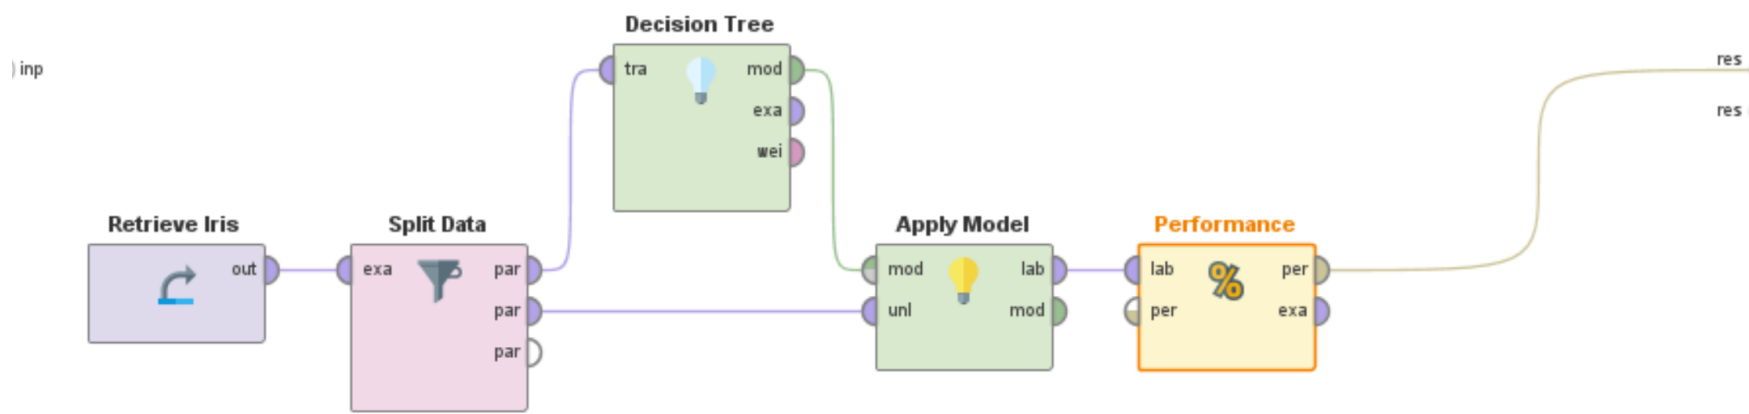 Decision Tree
inp
tra
mod
res
exa
res
wei
Retrieve Iris
Split Data
Apply Model
Performance
out
exa
par
mod
lab
lab
per
par
unl
mod
per
exa
par
%